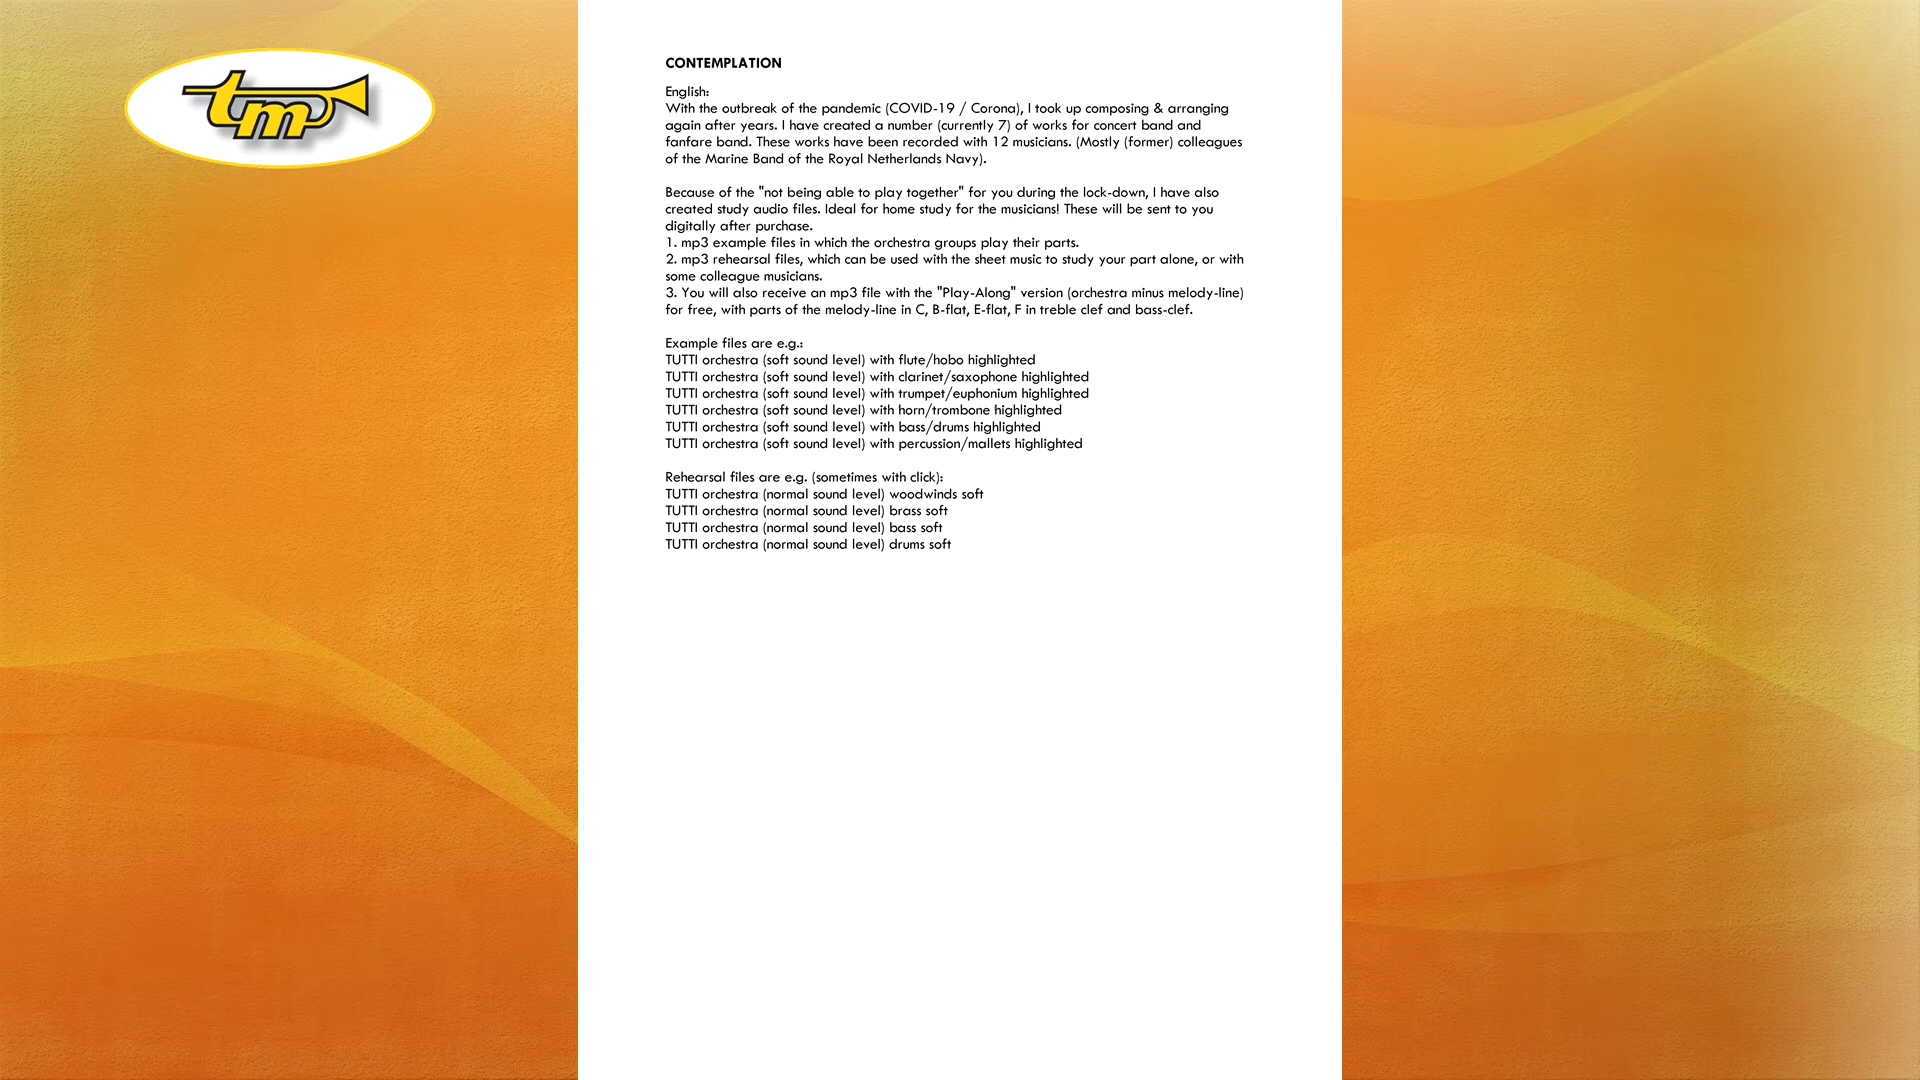 tm
CONTEMPLATION
English:
With the outbreak of the pandemic (COVID-19 / Corona), I took up composing & arranging
again after years. I have created a number (currently 7) of works for concert band and
fanfare band. These works have been recorded with 12 musicians. (Mostly (former) colleagues
of the Marine Band of the Royal Netherlands Navy).
Because of the "not being able to play together" for you during the lock-down, I have also
created study audio files. Ideal for home study for the musicians! These will be sent to you
digitally after purchase.
1. mp3 example files in which the orchestra groups play their parts.
2. mp3 rehearsal files, which can be used with the sheet music to study your part alone, or with
some colleague musicians.
3. You will also receive an mp3 file with the "Play-Along" version (orchestra minus melody-line)
for free, with parts of the melody-line in C, B-flat, E-flat, F in treble clef and bass-clef.
Example files are e.g.:
TUTTI orchestra (soft sound level) with flute/hobo highlighted
TUTTI orchestra (soft sound level) with clarinet/saxophone highlighted
TUTTI orchestra (soft sound level) with trumpet/euphonium highlighted
TUTTI orchestra (soft sound level) with horn/trombone highlighted
TUTTI orchestra (soft sound level) with bass/drums highlighted
TUTTI orchestra (soft sound level) with percussion/mallets highlighted
Rehearsal files are e.g. (sometimes with click):
TUTTI orchestra (normal sound level) woodwinds soft
TUTTI orchestra (normal sound level) brass soft
TUTTI orchestra (normal sound level) bass soft
TUTTI orchestra (normal sound level) drums soft